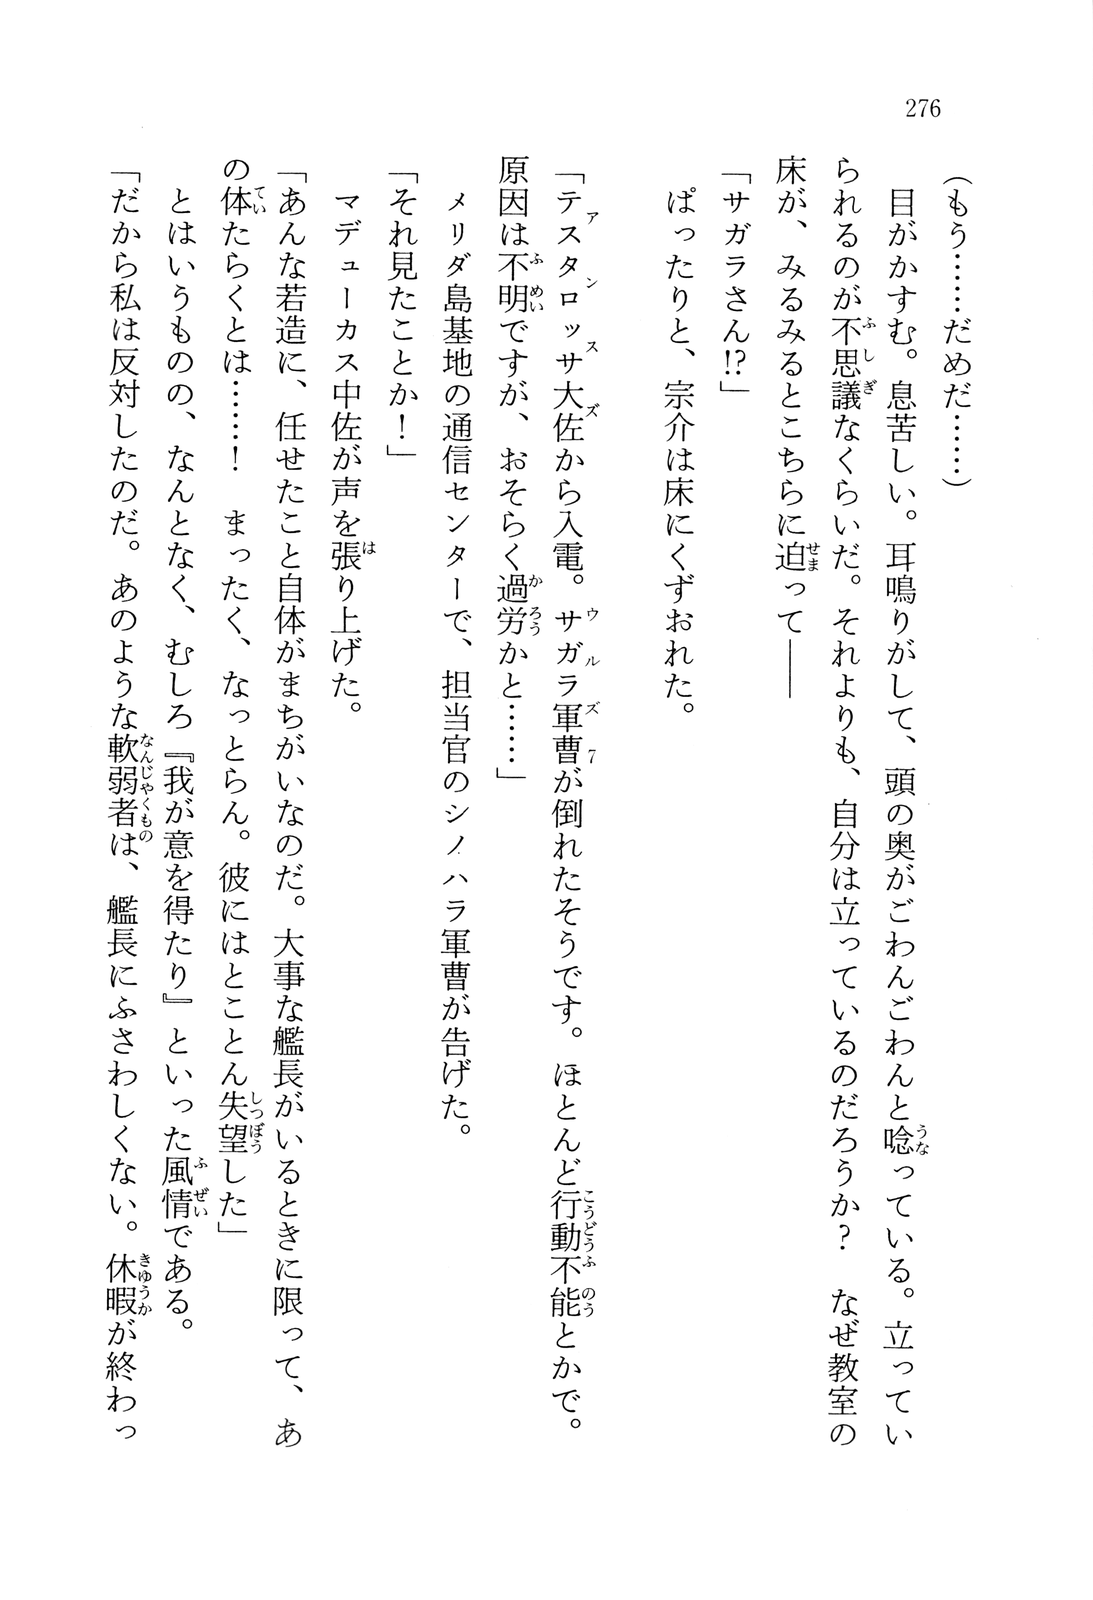 276
(もう……だめだ……)
目がかすむ。息苦しい。耳鳴りがして、頭の奥がごわんごわんと唸っている。立ってい
られるのが不思議なくらいだ。それよりも、自分は立っているのだろうか? なぜ教室の
床が、みるみるとこちらに迫って――
「サガラさん!?」
ぱったりと、宗介は床にくずおれた。
「テスタロッサ大佐から入電。サガラ軍曹が倒れたそうです。ほとんど行動不能とかで。
原因は不明ですが、おそらく過労かと……」
メリダ島基地の通信センターで、担当官のシノハラ軍曹が告げた。
「それ見たことか!」
マデューカス中佐が声を張り上げた。
「あんな若造に、任せたこと自体がまちがいなのだ。大事な艦長がいるときに限って、あ
の体たらくとは……! まったく、なっとらん。彼にはとことん失望した」
とはいうものの、なんとなく、むしろ『我が意を得たり』といった風情である。
「だから私は反対したのだ。あのような軟弱者は、艦長にふさわしくない。休暇が終わっ